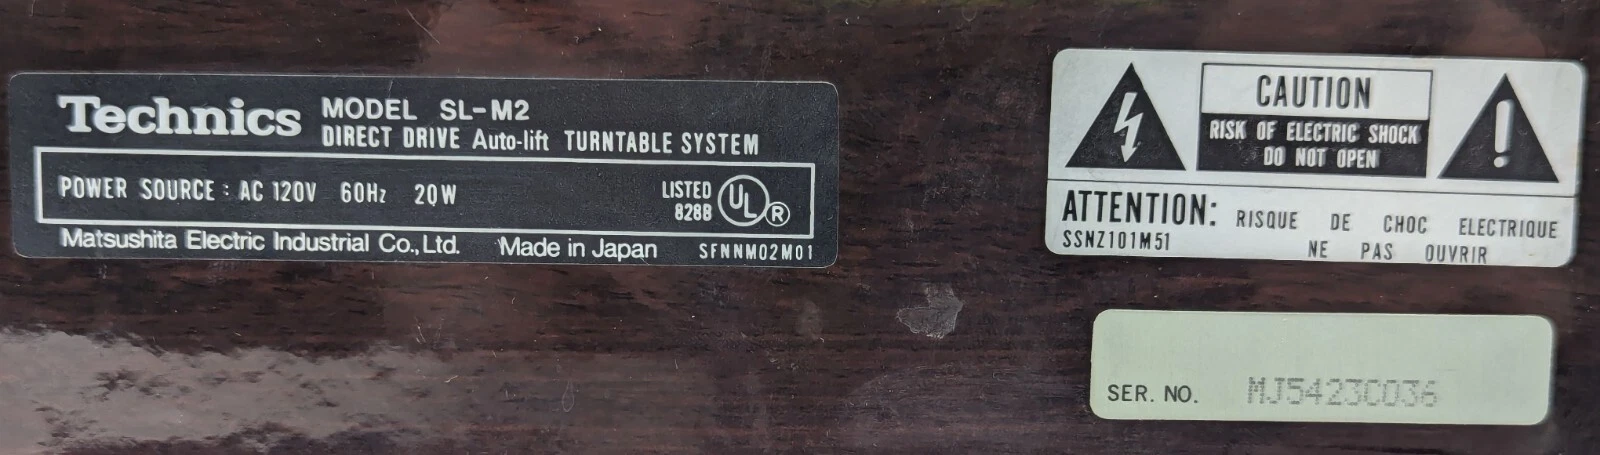 Technics MODEL SL-M2
DIRECT DRIVE Auto-lift TURNTABLE SYSTEM
POWER SOURCE : AC 120V 60Hz 20W
LISTED
828B
UL ®
Matsushita Electric Industrial Co., Ltd. Made in Japan SFNNM02M01
CAUTION
RISK OF ELECTRIC SHOCK
DO NOT OPEN
ATTENTION: RISQUE DE CHOC ELECTRIQUE
SSNZ101M51 NE PAS OUVRIR
SER. NO. MJ5423C036